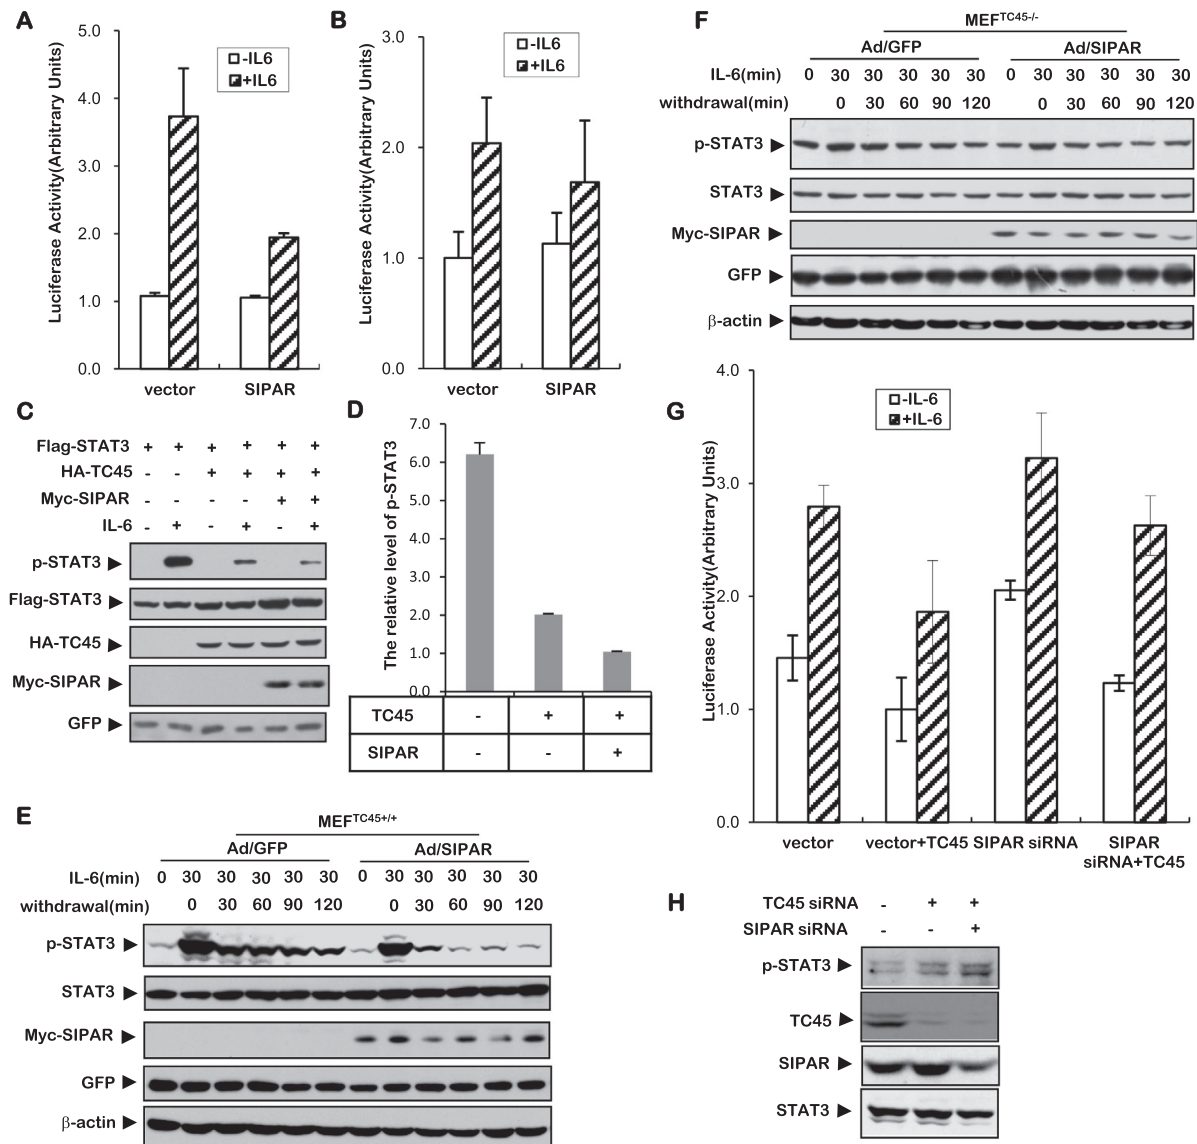 A
Luciferase Activity(Arbitrary Units)
5.0
4.0
3.0
2.0
1.0
0.0
-IL6
+IL6
vector SIPAR
B
Luciferase Activity(Arbitrary Units)
3.0
2.0
1.0
0.0
-IL6
+IL6
vector SIPAR
C
Flag-STAT3 + + + + + +
HA-TC45 - - + + + +
Myc-SIPAR - - - - + +
IL-6 - + - + - +
p-STAT3
Flag-STAT3
HA-TC45
Myc-SIPAR
GFP
D
The relative level of p-STAT3
7.0
6.0
5.0
4.0
3.0
2.0
1.0
0.0
TC45 - + +
SIPAR - - +
E
MEFTC45+/+
Ad/GFP Ad/SIPAR
IL-6(min) 0 30 30 30 30 30 0 30 30 30 30 30
withdrawal(min) 0 30 60 90 120 0 30 60 90 120
p-STAT3
STAT3
Myc-SIPAR
GFP
β-actin
F
MEFTC45-/-
Ad/GFP Ad/SIPAR
IL-6(min) 0 30 30 30 30 30 0 30 30 30 30 30
withdrawal(min) 0 30 60 90 120 0 30 60 90 120
p-STAT3
STAT3
Myc-SIPAR
GFP
β-actin
G
Luciferase Activity(Arbitrary Units)
4.0
3.0
2.0
1.0
0.0
-IL-6
+IL-6
vector vector+TC45 SIPAR siRNA SIPAR
siRNA+TC45
H
TC45 siRNA - + +
SIPAR siRNA - - +
p-STAT3
TC45
SIPAR
STAT3